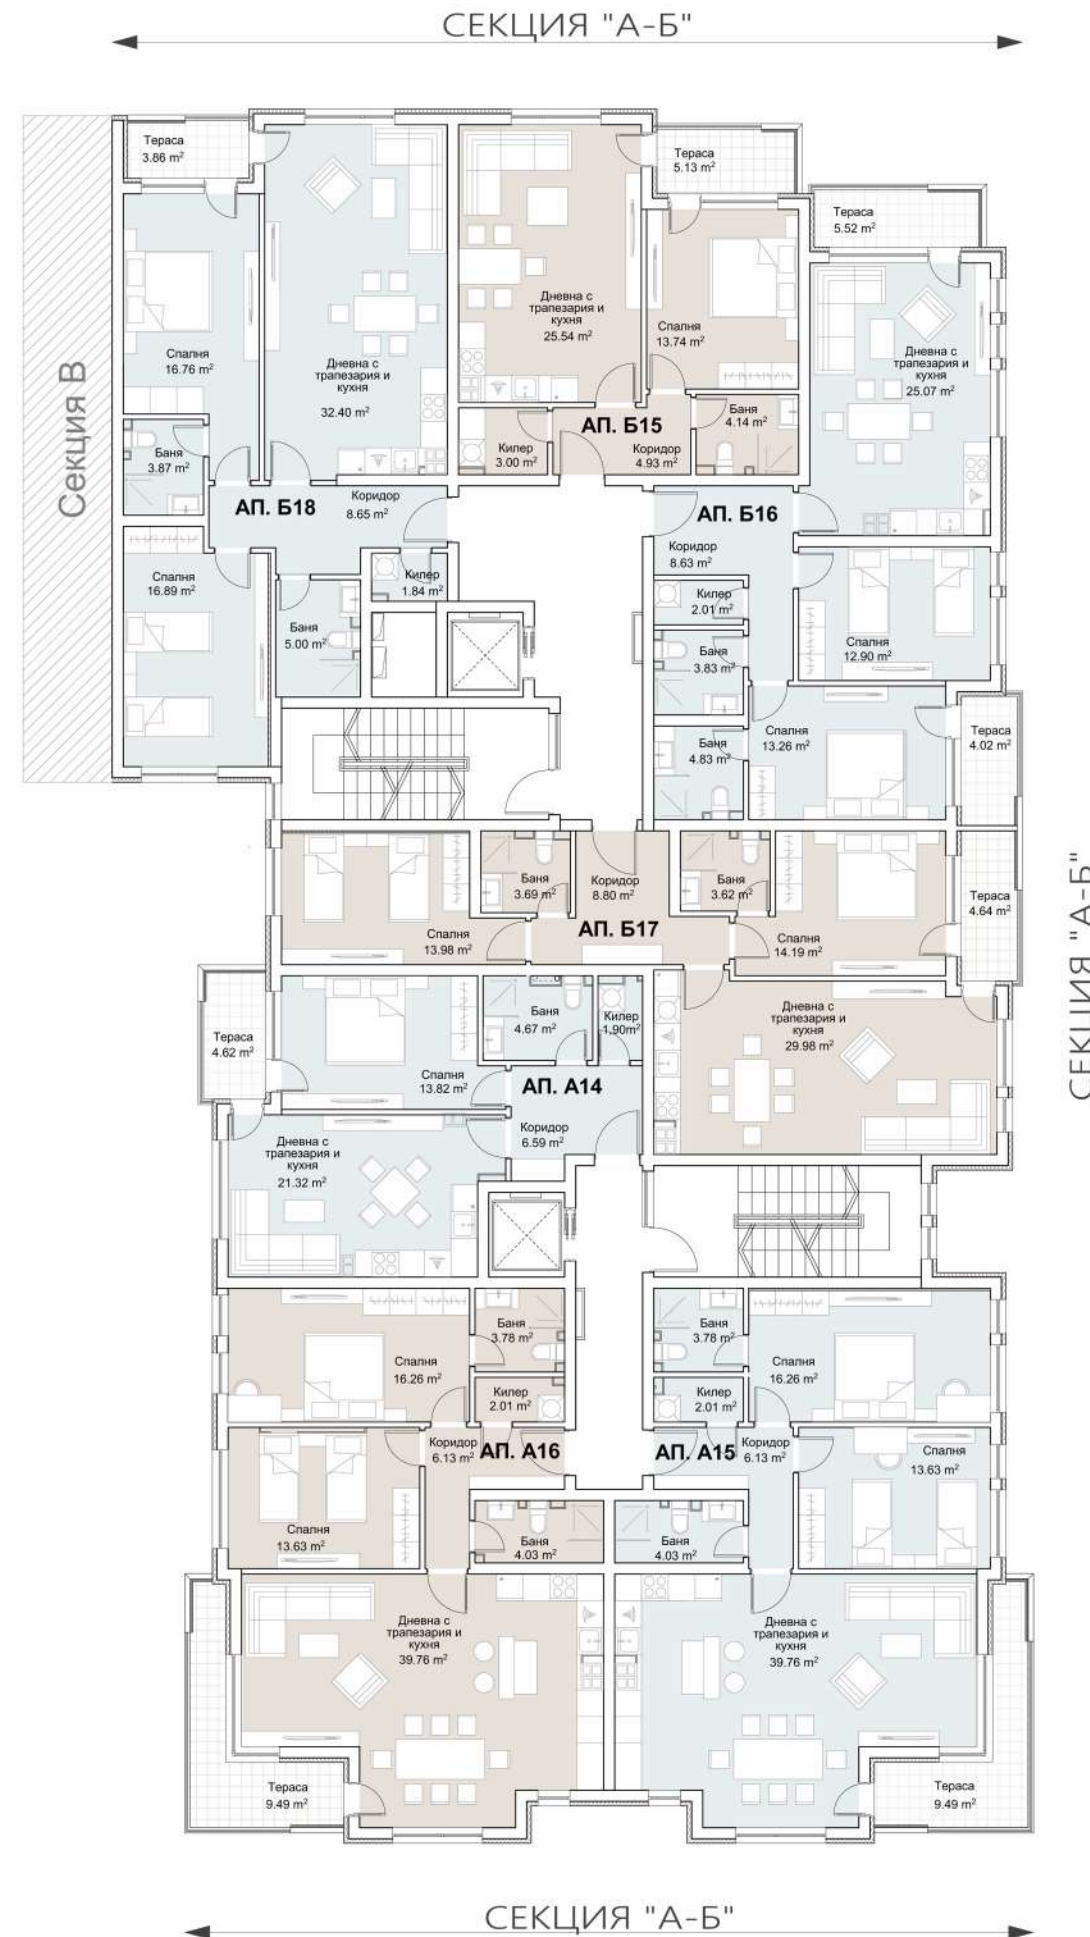 СЕКЦИЯ "А-Б"
Секция В
Тераса
3.86 m²
Спалня
16.76 m²
Баня
3.87 m²
Дневна с
трапезария и
кухня
32.40 m²
АП. Б18
Коридор
8.65 m²
Килер
1.84 m²
Спалня
16.89 m²
Баня
5.00 m²
Дневна с
трапезария и
кухня
25.54 m²
Тераса
5.13 m²
Спалня
13.74 m²
АП. Б15
Килер
3.00 m²
Коридор
4.93 m²
Баня
4.14 m²
Тераса
5.52 m²
Дневна с
трапезария и
кухня
25.07 m²
АП. Б16
Коридор
8.63 m²
Килер
2.01 m²
Баня
3.83 m²
Спалня
12.90 m²
Баня
4.83 m²
Спалня
13.26 m²
Тераса
4.02 m²
Спалня
13.98 m²
Баня
3.69 m²
Коридор
8.80 m²
АП. Б17
Баня
3.62 m²
Спалня
14.19 m²
Тераса
4.64 m²
Дневна с
трапезария и
кухня
29.98 m²
СЕКЦИЯ "А-Б"
Тераса
4.62 m²
Спалня
13.82 m²
Баня
4.67 m²
Килер
1.90m²
АП. А14
Коридор
6.59 m²
Дневна с
трапезария и
кухня
21.32 m²
Спалня
16.26 m²
Баня
3.78 m²
Килер
2.01 m²
Коридор
6.13 m²
АП. А16
Спалня
13.63 m²
Баня
4.03 m²
Дневна с
трапезария и
кухня
39.76 m²
Тераса
9.49 m²
Баня
3.78 m²
Спалня
16.26 m²
Килер
2.01 m²
АП. А15
Коридор
6.13 m²
Спалня
13.63 m²
Баня
4.03 m²
Дневна с
трапезария и
кухня
39.76 m²
Тераса
9.49 m²
СЕКЦИЯ "А-Б"